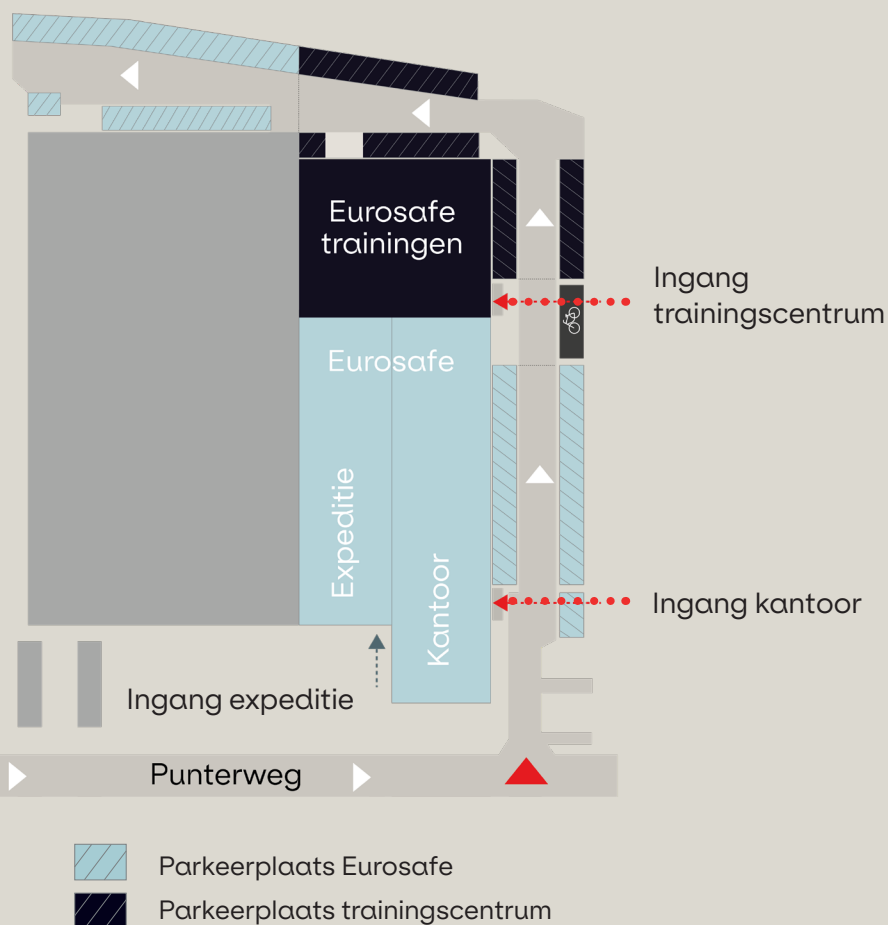 Eurosafe
trainingen
Ingang
trainingscentrum
Eurosafe
Expeditie
Kantoor
Ingang kantoor
Ingang expeditie
Punterweg
Parkeerplaats Eurosafe
Parkeerplaats trainingscentrum